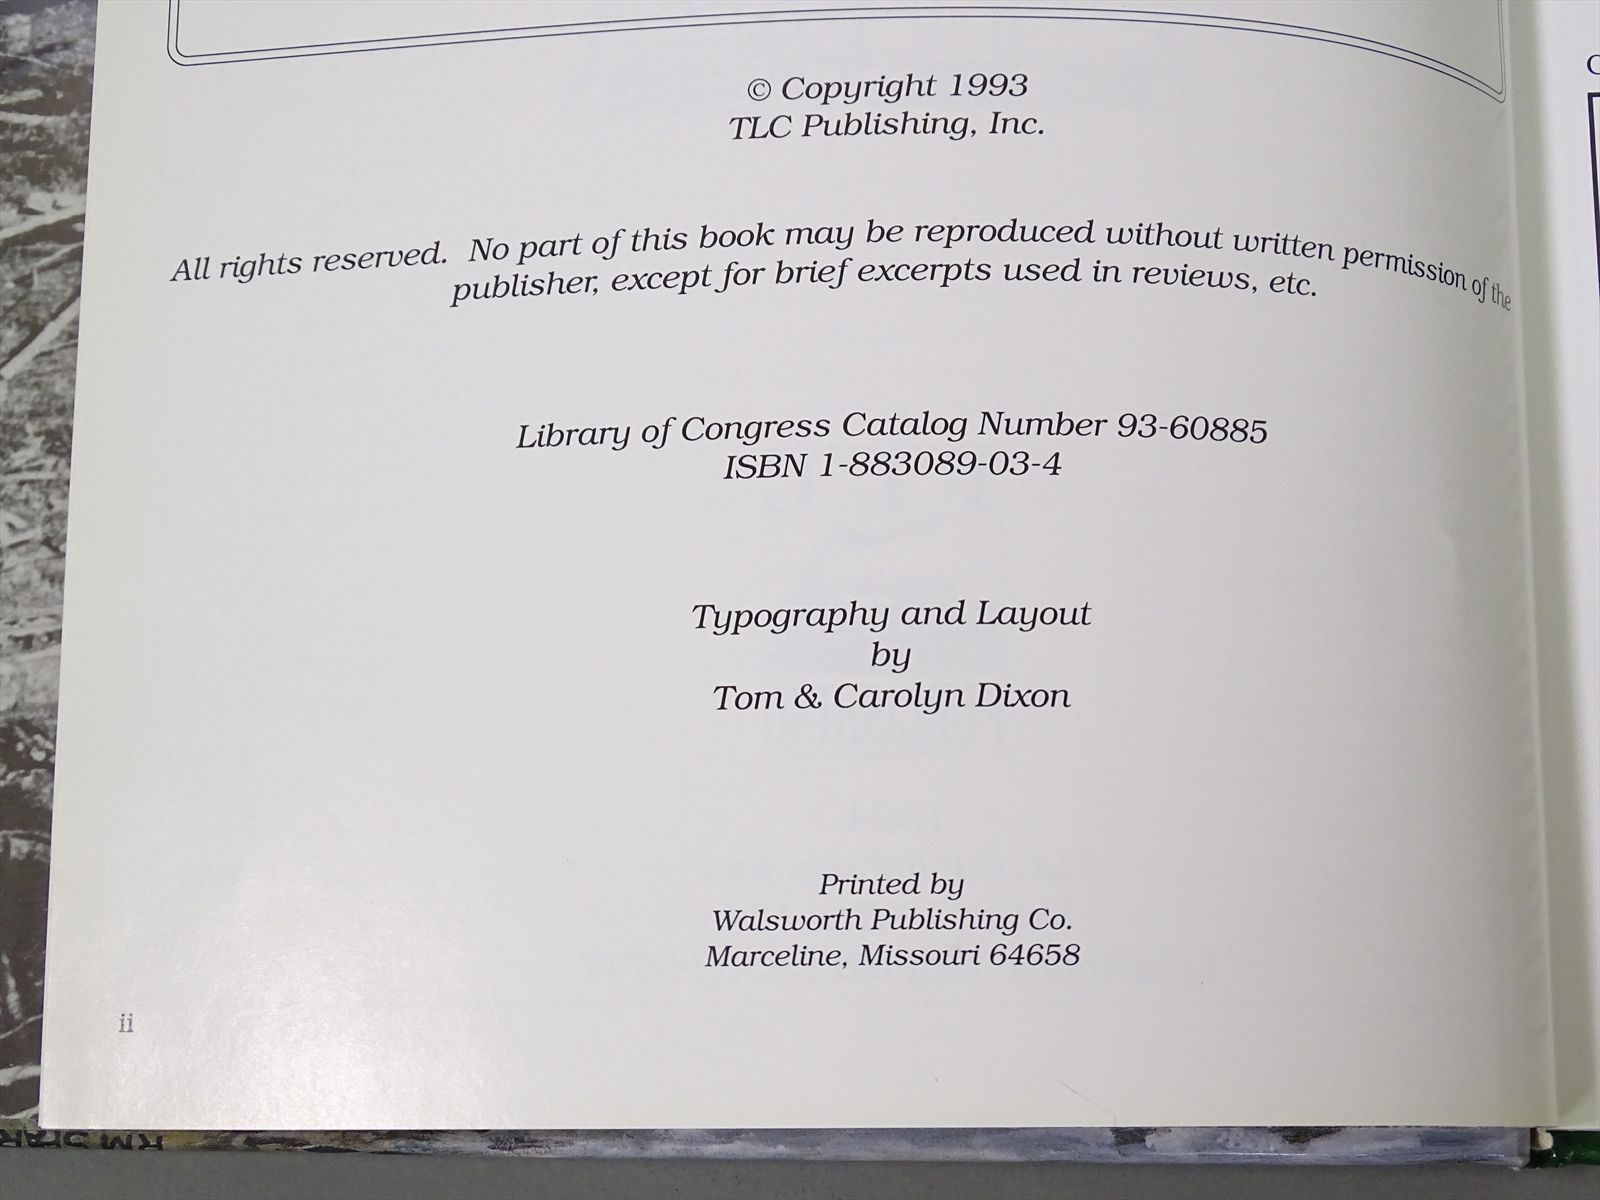 © Copyright 1993
TLC Publishing, Inc.
All rights reserved. No part of this book may be reproduced without written permission of the
publisher, except for brief excerpts used in reviews, etc.
Library of Congress Catalog Number 93-60885
ISBN 1-883089-03-4
Typography and Layout
by
Tom & Carolyn Dixon
Printed by
Walsworth Publishing Co.
Marceline, Missouri 64658
ii